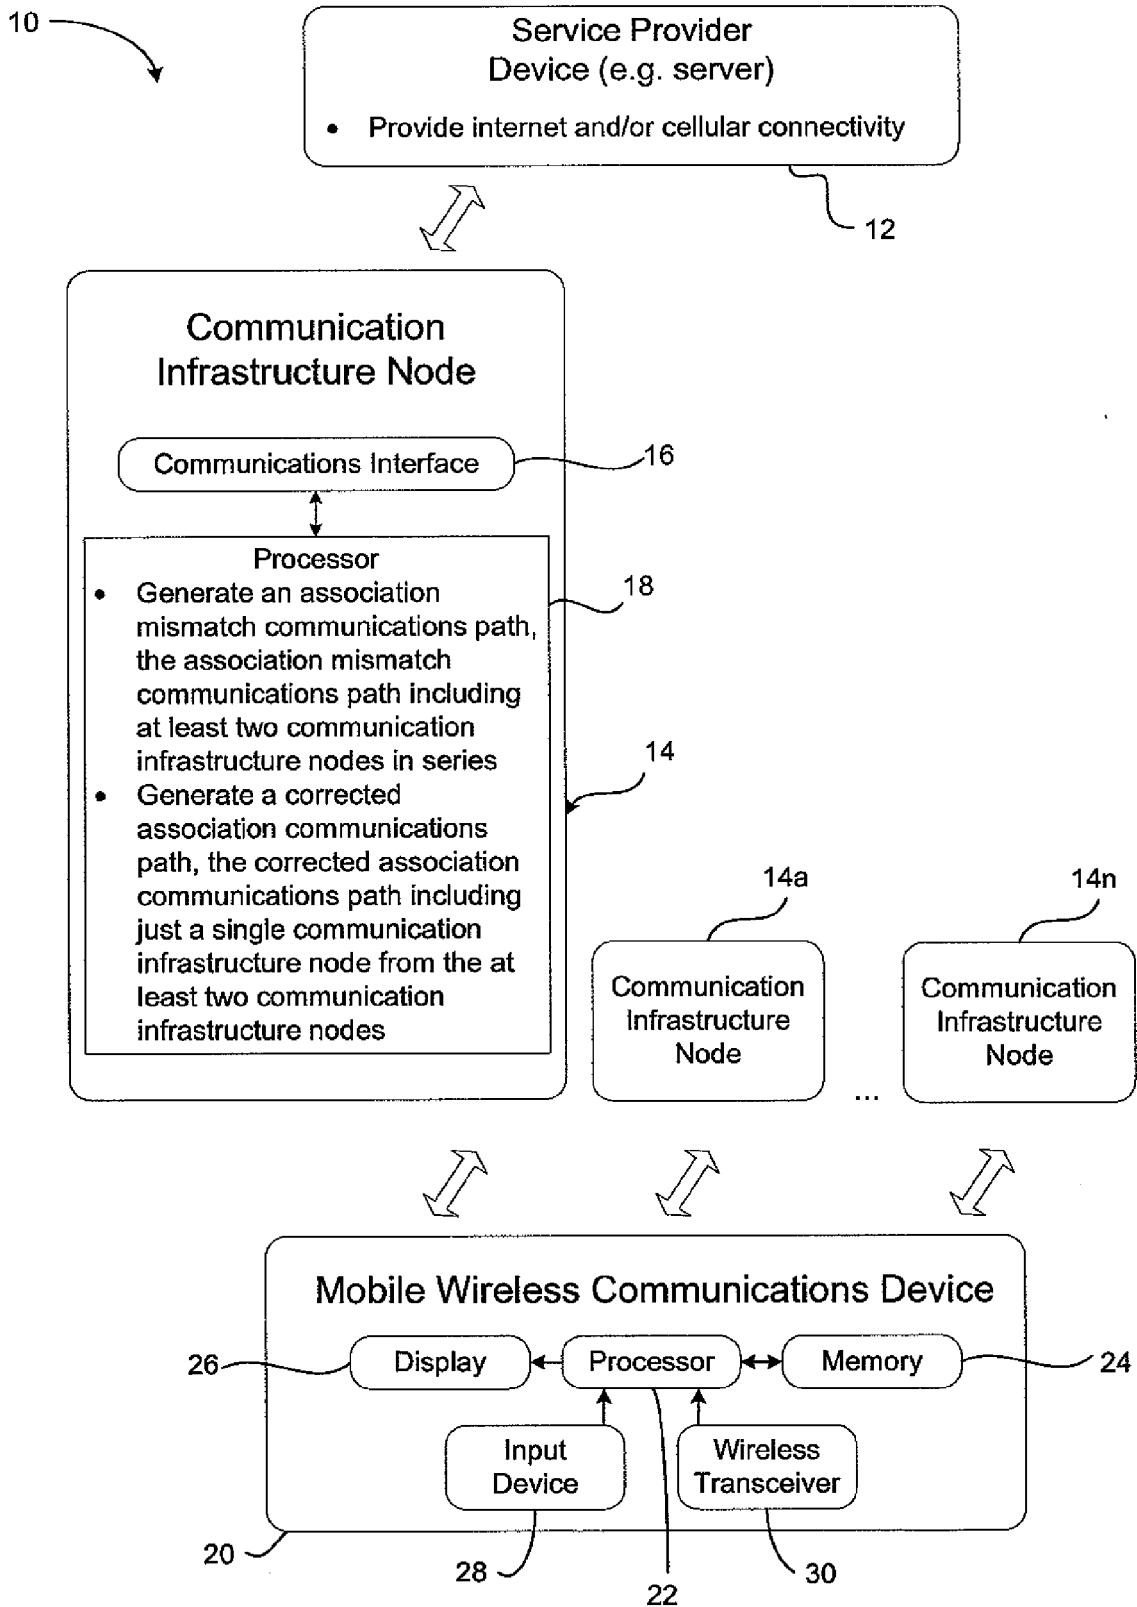 10
Service Provider
Device (e.g. server)
• Provide internet and/or cellular connectivity
12
Communication
Infrastructure Node
Communications Interface
16
Processor
• Generate an association
mismatch communications path,
the association mismatch
communications path including
at least two communication
infrastructure nodes in series
• Generate a corrected
association communications
path, the corrected association
communications path including
just a single communication
infrastructure node from the at
least two communication
infrastructure nodes
18
14
14a
14n
Communication
Infrastructure
Node
...
Communication
Infrastructure
Node
Mobile Wireless Communications Device
26
Display
Processor
Memory
24
Input
Device
Wireless
Transceiver
20
28
22
30